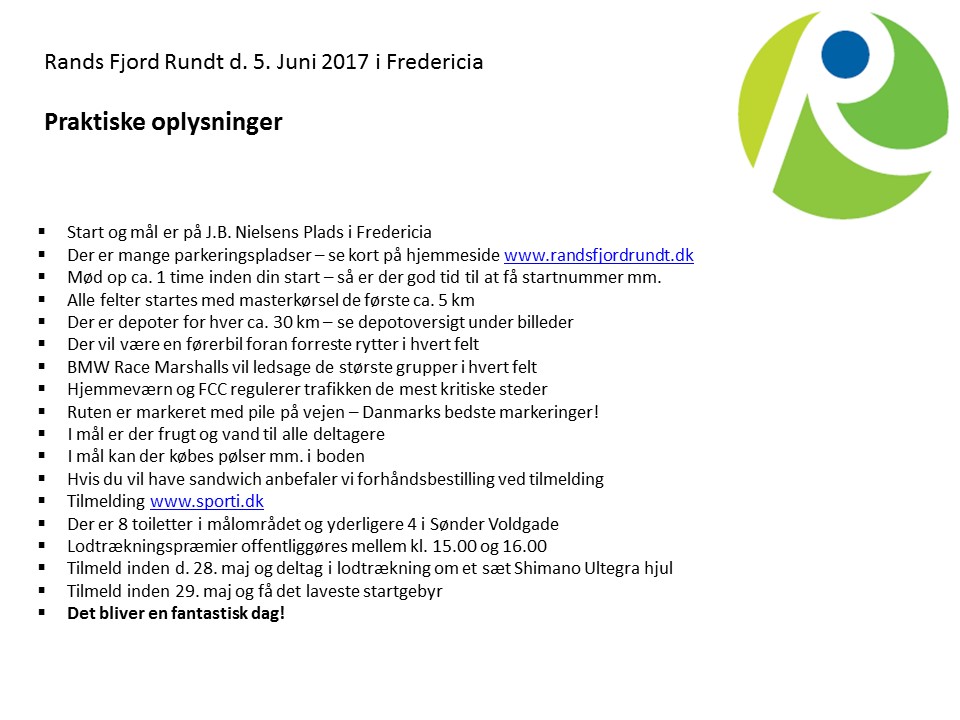 Rands Fjord Rundt d. 5. Juni 2017 i Fredericia
Praktiske oplysninger
▪ Start og mål er på J.B. Nielsens Plads i Fredericia
▪ Der er mange parkeringspladser – se kort på hjemmeside www.randsfjordrundt.dk
▪ Mød op ca. 1 time inden din start – så er der god tid til at få startnummer mm.
▪ Alle felter startes med masterkørsel de første ca. 5 km
▪ Der er depoter for hver ca. 30 km – se depotoversigt under billeder
▪ Der vil være en førerbil foran forreste rytter i hvert felt
▪ BMW Race Marshalls vil ledsage de største grupper i hvert felt
▪ Hjemmeværn og FCC regulerer trafikken de mest kritiske steder
▪ Ruten er markeret med pile på vejen – Danmarks bedste markeringer!
▪ I mål er der frugt og vand til alle deltagere
▪ I mål kan der købes pølser mm. i boden
▪ Hvis du vil have sandwich anbefaler vi forhåndsbestilling ved tilmelding
▪ Tilmelding www.sporti.dk
▪ Der er 8 toiletter i målområdet og yderligere 4 i Sønder Voldgade
▪ Lodtrækningspræmier offentliggøres mellem kl. 15.00 og 16.00
▪ Tilmeld inden d. 28. maj og deltag i lodtrækning om et sæt Shimano Ultegra hjul
▪ Tilmeld inden 29. maj og få det laveste startgebyr
▪ Det bliver en fantastisk dag!